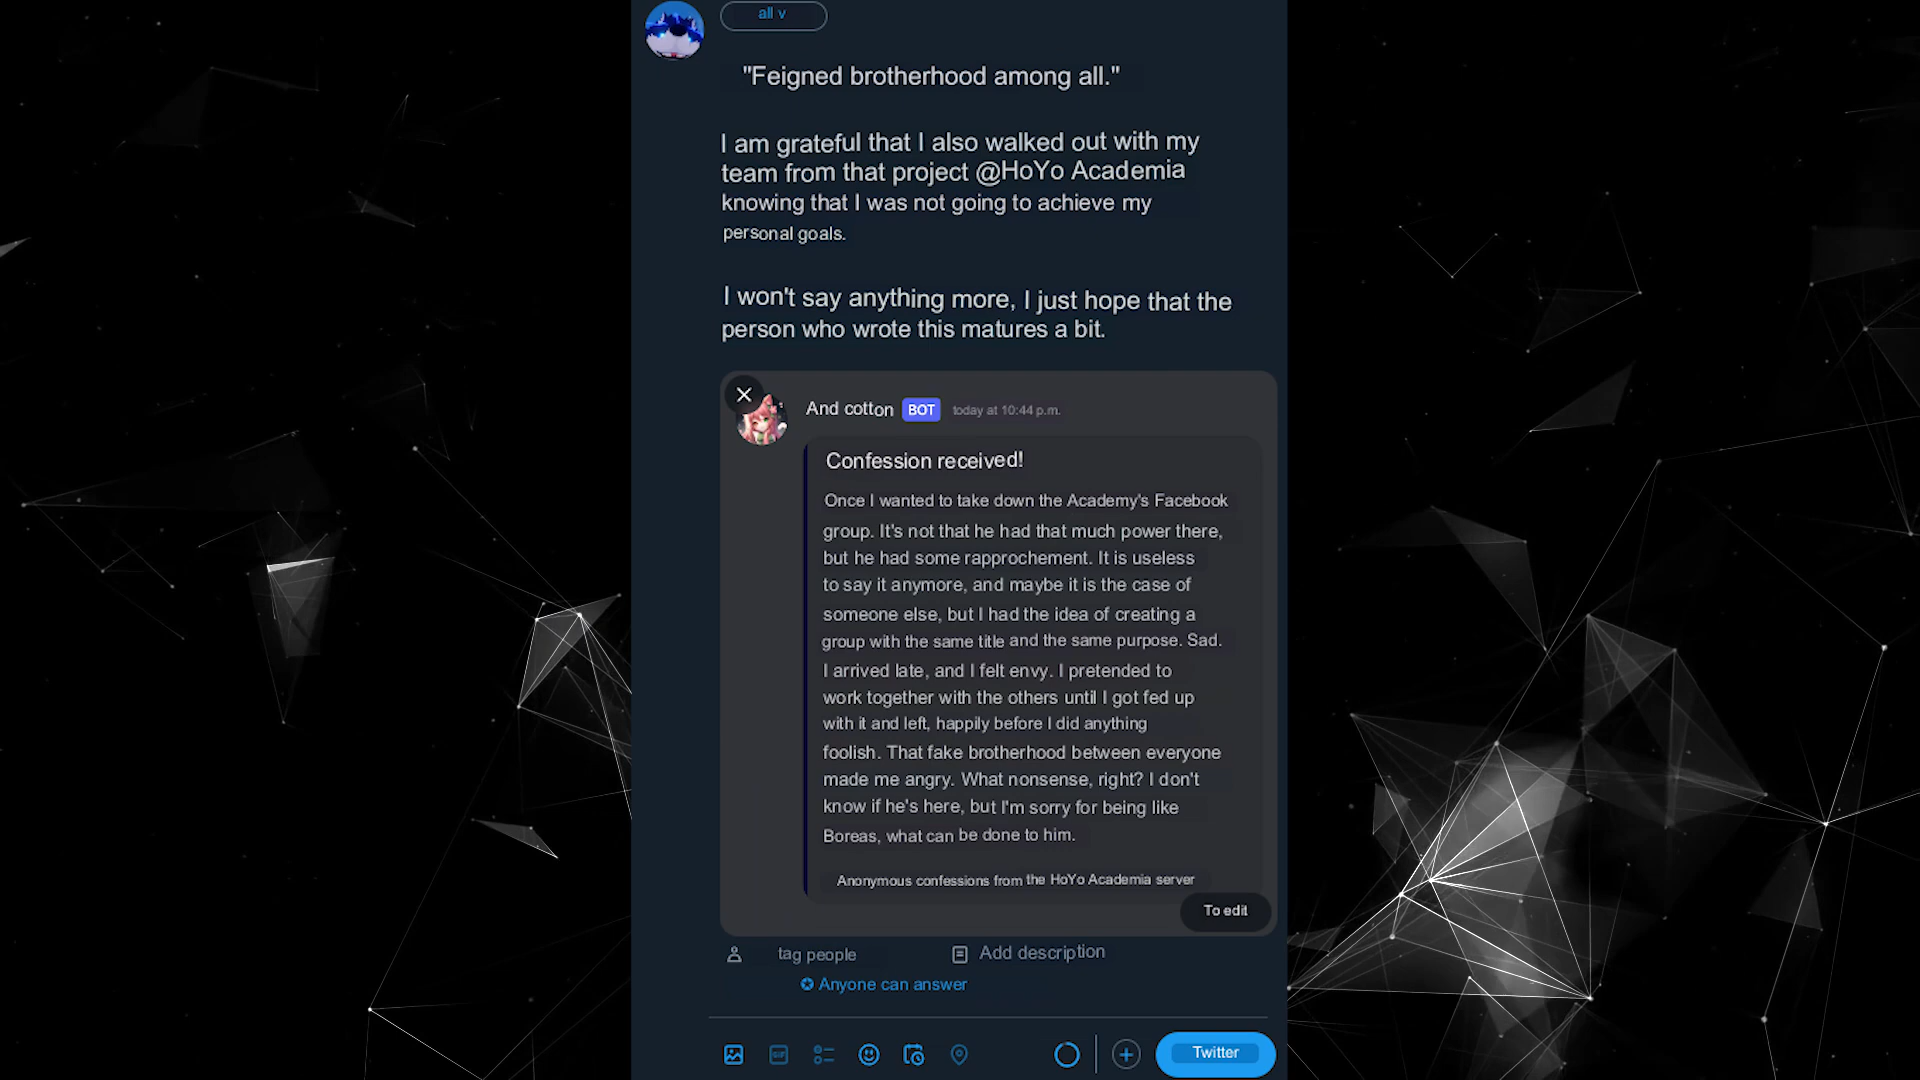 all v
"Feigned brotherhood among all."
I am grateful that I also walked out with my
team from that project @HoYo Academia
knowing that I was not going to achieve my
personal goals.
I won't say anything more, I just hope that the
person who wrote this matures a bit.
And cotton BOT today at 10:44 p.m.
Confession received!
Once I wanted to take down the Academy's Facebook
group. It's not that he had that much power there,
but he had some rapprochement. It is useless
to say it anymore, and maybe it is the case of
someone else, but I had the idea of creating a
group with the same title and the same purpose. Sad.
I arrived late, and I felt envy. I pretended to
work together with the others until I got fed up
with it and left, happily before I did anything
foolish. That fake brotherhood between everyone
made me angry. What nonsense, right? I don't
know if he's here, but I'm sorry for being like
Boreas, what can be done to him.
Anonymous confessions from the HoYo Academia server
To edit
tag people Add description
Anyone can answer
GIF
Twitter